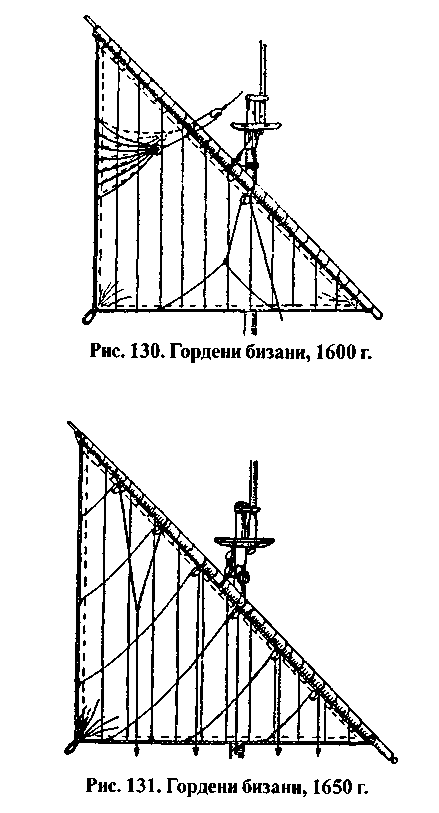 Рис. 130. Гордени бизани, 1600 г.
Рис. 131. Гордени бизани, 1650 г.